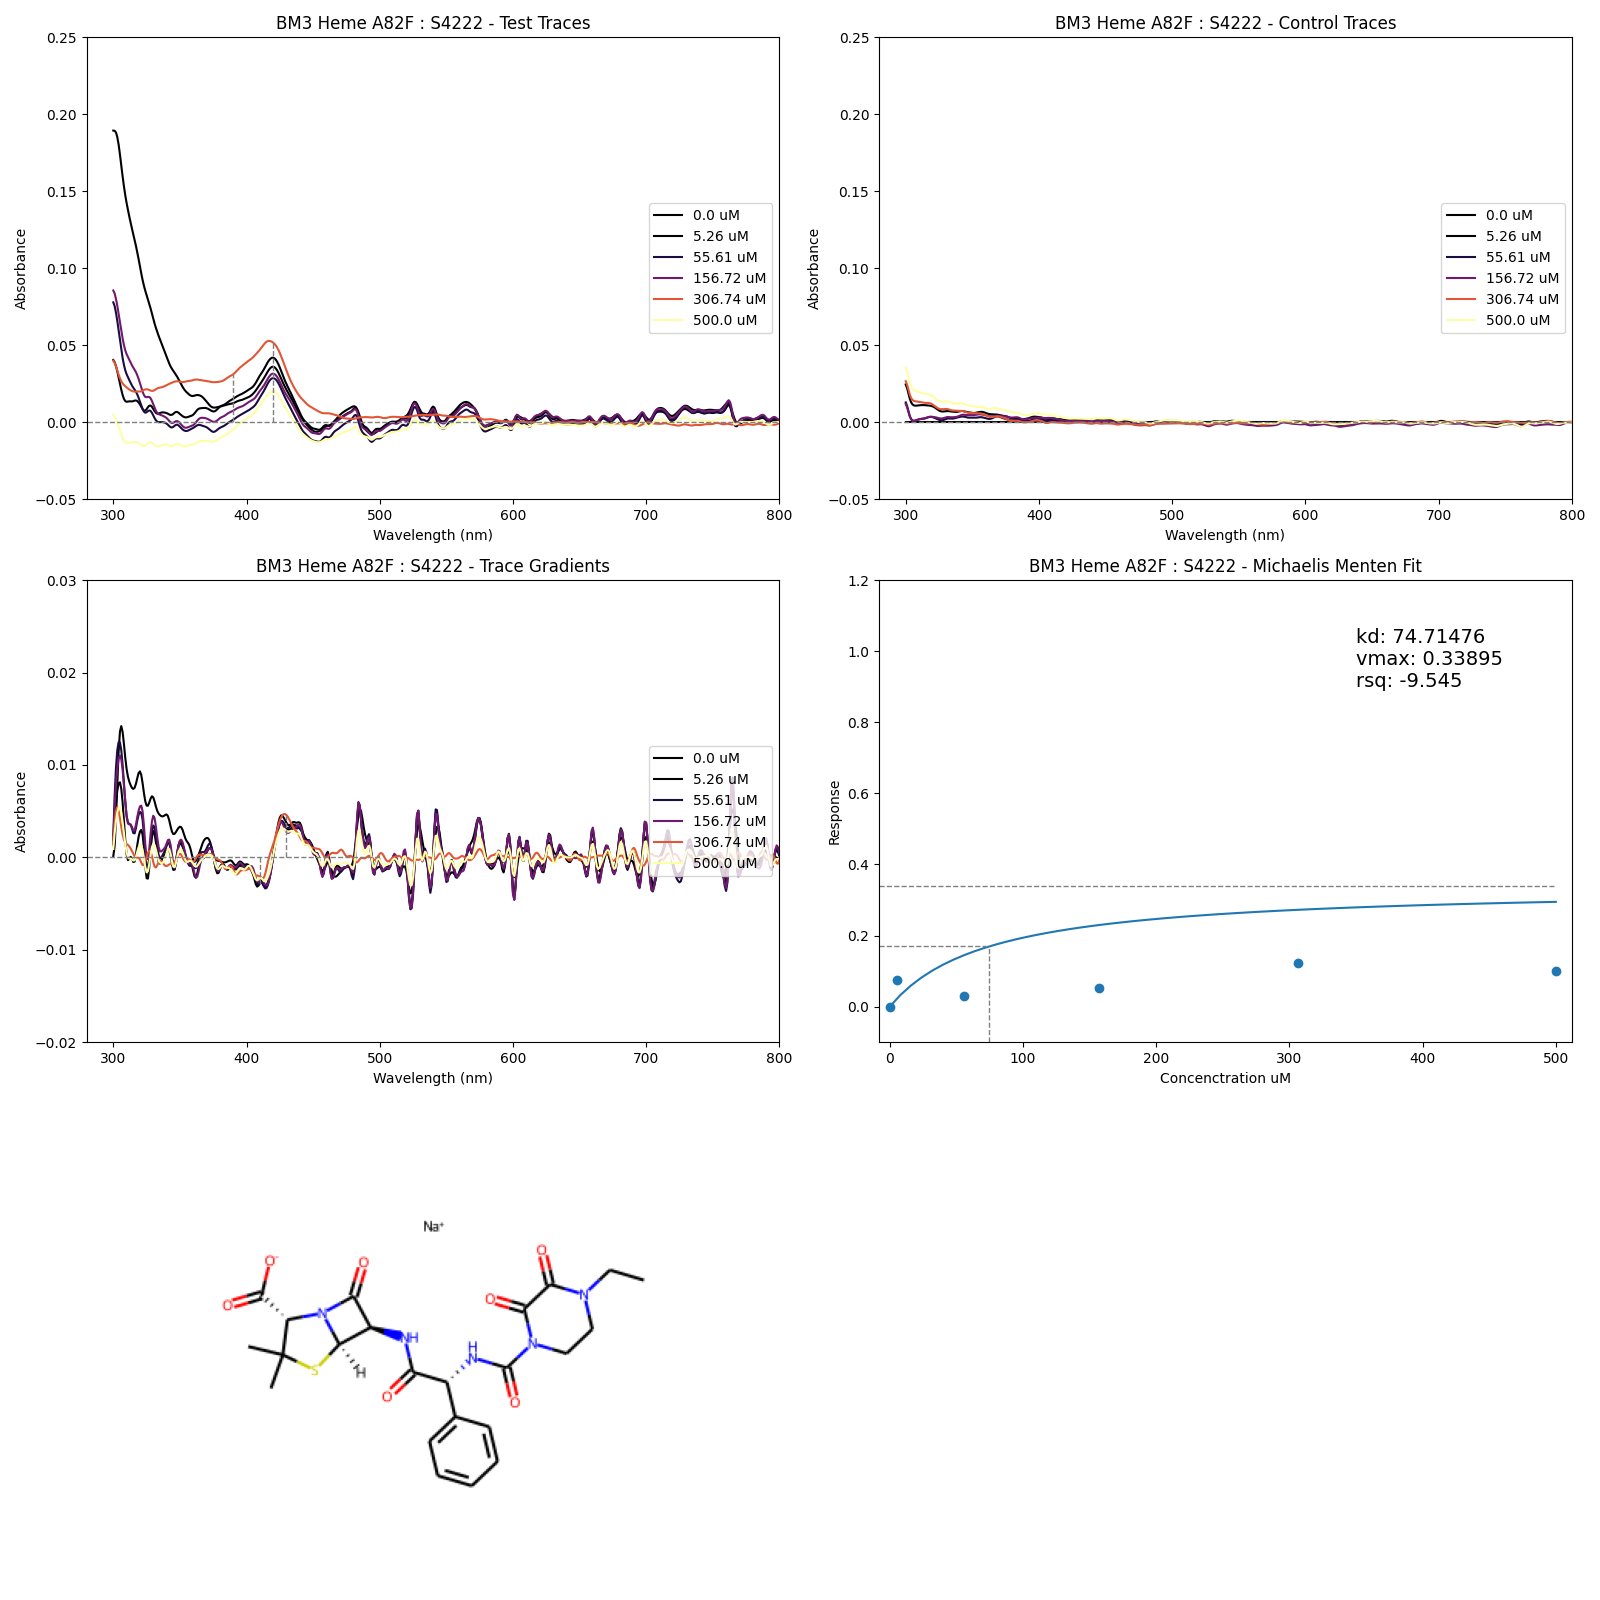 BM3 Heme A82F : S4222 - Test Traces
0.25
0.20
0.15
0.10
0.05
0.00
−0.05
Absorbance
300
400
500
600
700
800
Wavelength (nm)
0.0 uM
5.26 uM
55.61 uM
156.72 uM
306.74 uM
500.0 uM
BM3 Heme A82F : S4222 - Control Traces
0.25
0.20
0.15
0.10
0.05
0.00
−0.05
Absorbance
300
400
500
600
700
800
Wavelength (nm)
0.0 uM
5.26 uM
55.61 uM
156.72 uM
306.74 uM
500.0 uM
BM3 Heme A82F : S4222 - Trace Gradients
0.03
0.02
0.01
0.00
−0.01
−0.02
Absorbance
300
400
500
600
700
800
Wavelength (nm)
0.0 uM
5.26 uM
55.61 uM
156.72 uM
306.74 uM
500.0 uM
BM3 Heme A82F : S4222 - Michaelis Menten Fit
1.2
1.0
0.8
0.6
0.4
0.2
0.0
Response
kd: 74.71476
vmax: 0.33895
rsq: -9.545
0
100
200
300
400
500
Concenctration uM
Na⁺
O⁻
O
O
N
S
H
NH
O
H
N
O
N
O
O
N